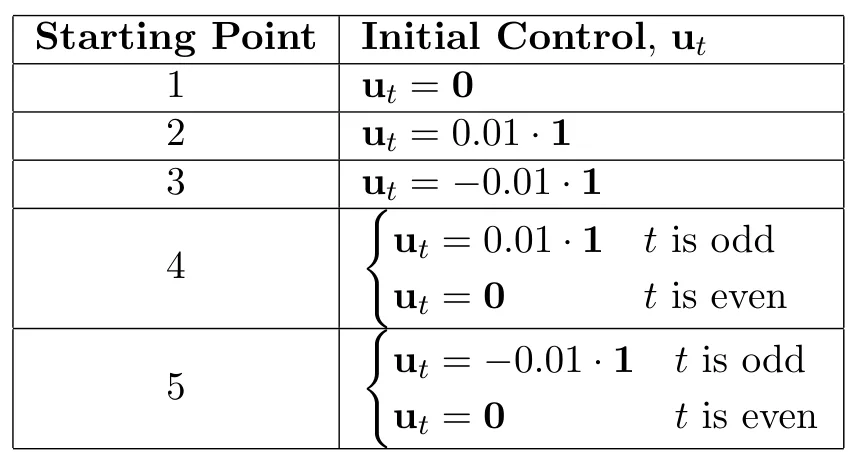 Starting Point Initial Control, u_t
1 u_t = 0
2 u_t = 0.01 · 1
3 u_t = −0.01 · 1
4
u_t = 0.01 · 1 t is odd
u_t = 0 t is even
5
u_t = −0.01 · 1 t is odd
u_t = 0 t is even